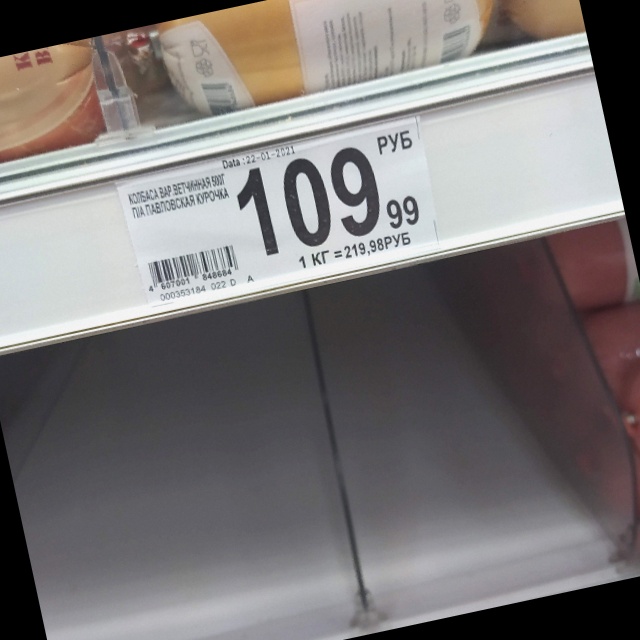 Data : 22-01-2021
КОЛБАСА ВАР ВЕТЧИННАЯ 500Г
П/А ПАВЛОВСКАЯ КУРОЧКА
109 99 РУБ
1 КГ =219,98РУБ
4 607001 848684
000353184 022 D A